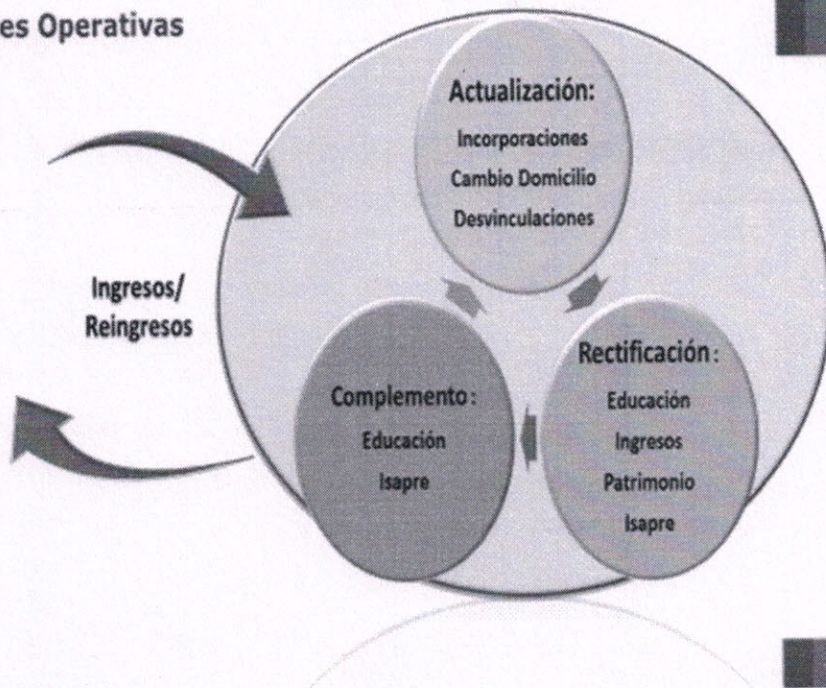 es Operativas
Actualización:
Incorporaciones
Cambio Domicilio
Desvinculaciones
Ingresos/
Reingresos
Complemento:
Educación
Isapre
Rectificación:
Educación
Ingresos
Patrimonio
Isapre